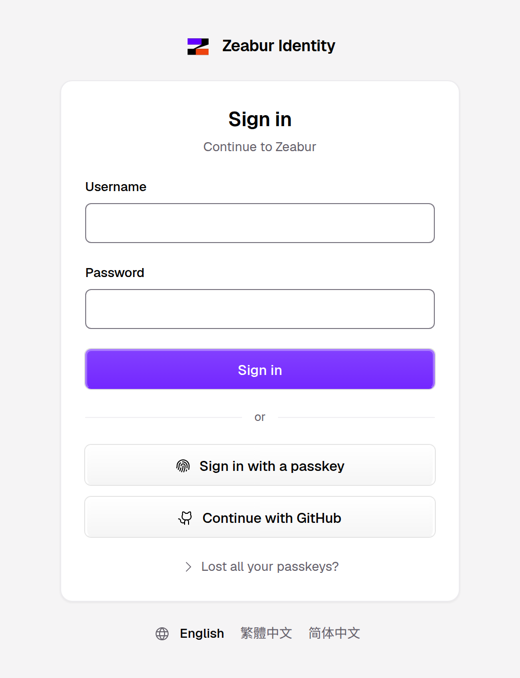 Zeabur Identity
Sign in
Continue to Zeabur
Username
Password
Sign in
or
Sign in with a passkey
Continue with GitHub
Lost all your passkeys?
English 繁體中文 简体中文